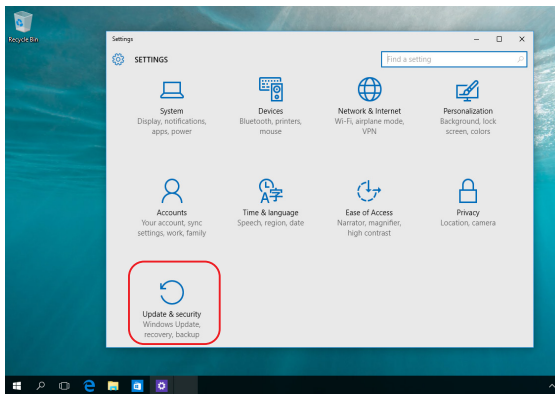 Recycle Bin
Settings
SETTINGS
Find a setting
System
Display, notifications,
apps, power
Devices
Bluetooth, printers,
mouse
Network & Internet
Wi-Fi, airplane mode,
VPN
Personalization
Background, lock
screen, colors
Accounts
Your account, sync
settings, work, family
A字
Time & language
Speech, region, date
Ease of Access
Narrator, magnifier,
high contrast
Privacy
Location, camera
Update & security
Windows Update,
recovery, backup